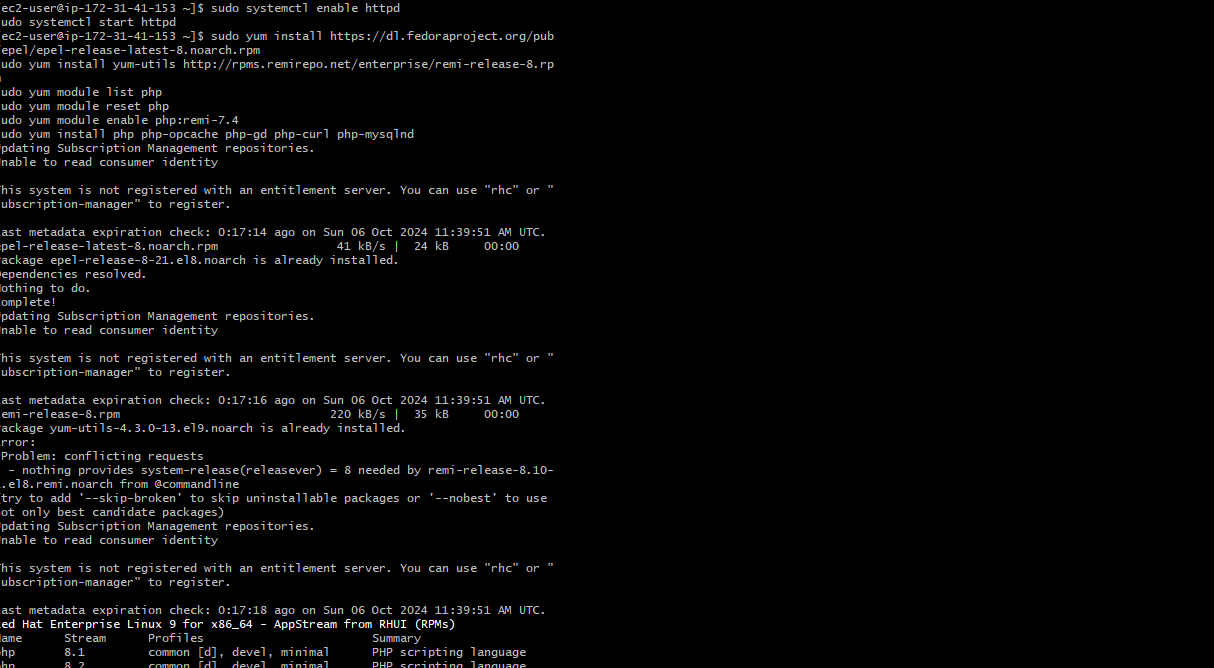 ec2-user@ip-172-31-41-153 ~]$ sudo systemctl enable httpd
udo systemctl start httpd
ec2-user@ip-172-31-41-153 ~]$ sudo yum install https://dl.fedoraproject.org/pub
epel/epel-release-latest-8.noarch.rpm
udo yum install yum-utils http://rpms.remirepo.net/enterprise/remi-release-8.rp
udo yum module list php
udo yum module reset php
udo yum module enable php:remi-7.4
udo yum install php php-opcache php-gd php-curl php-mysqlnd
pdating Subscription Management repositories.
nable to read consumer identity
his system is not registered with an entitlement server. You can use "rhc" or "
ubscription-manager" to register.
ast metadata expiration check: 0:17:14 ago on Sun 06 Oct 2024 11:39:51 AM UTC.
epel-release-latest-8.noarch.rpm 41 kB/s | 24 kB 00:00
ackage epel-release-8-21.el8.noarch is already installed.
ependencies resolved.
othing to do.
omplete!
pdating Subscription Management repositories.
nable to read consumer identity
his system is not registered with an entitlement server. You can use "rhc" or "
ubscription-manager" to register.
ast metadata expiration check: 0:17:16 ago on Sun 06 Oct 2024 11:39:51 AM UTC.
emi-release-8.rpm 220 kB/s | 35 kB 00:00
ackage yum-utils-4.3.0-13.el9.noarch is already installed.
rror:
Problem: conflicting requests
- nothing provides system-release(releasever) = 8 needed by remi-release-8.10-
.el8.remi.noarch from @commandline
(try to add '--skip-broken' to skip uninstallable packages or '--nobest' to use
ot only best candidate packages)
pdating Subscription Management repositories.
nable to read consumer identity
his system is not registered with an entitlement server. You can use "rhc" or "
ubscription-manager" to register.
ast metadata expiration check: 0:17:18 ago on Sun 06 Oct 2024 11:39:51 AM UTC.
ed Hat Enterprise Linux 9 for x86_64 - AppStream from RHUI (RPMs)
ame Stream Profiles Summary
hp 8.1 common [d], devel, minimal PHP scripting language
hp 8.2 common [d], devel, minimal PHP scripting language